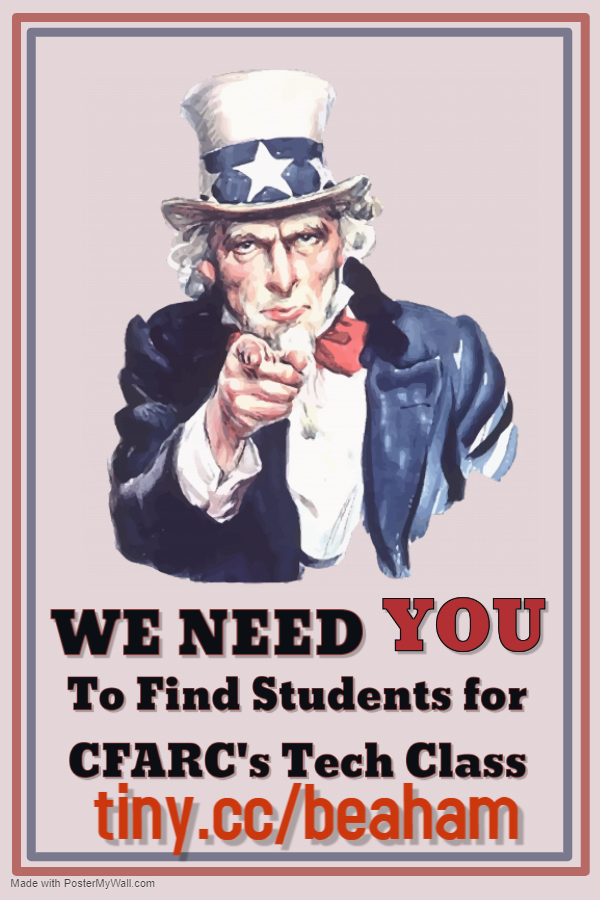 WE NEED YOU
To Find Students for
CFARC's Tech Class
tiny.cc/beaham
Made with PosterMyWall.com